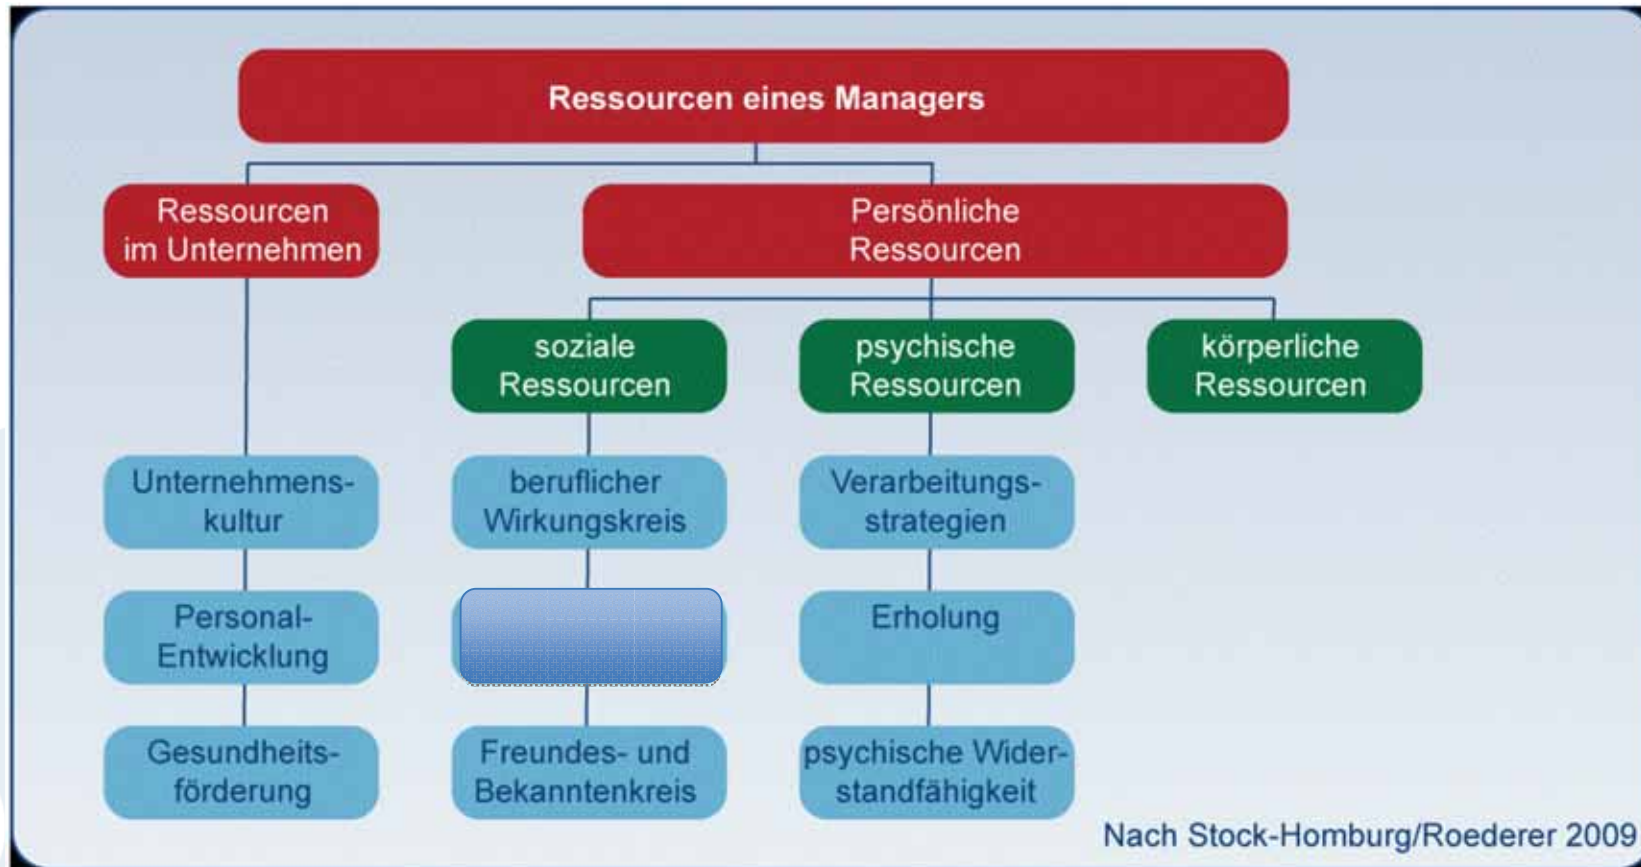 Ressourcen eines Managers
Ressourcen
im Unternehmen
Persönliche
Ressourcen
soziale
Ressourcen
psychische
Ressourcen
körperliche
Ressourcen
Unternehmens-
kultur
beruflicher
Wirkungskreis
Verarbeitungs-
strategien
Personal-
Entwicklung
Erholung
Gesundheits-
förderung
Freundes- und
Bekanntenkreis
psychische Wider-
standfähigkeit
Nach Stock-Homburg/Roederer 2009